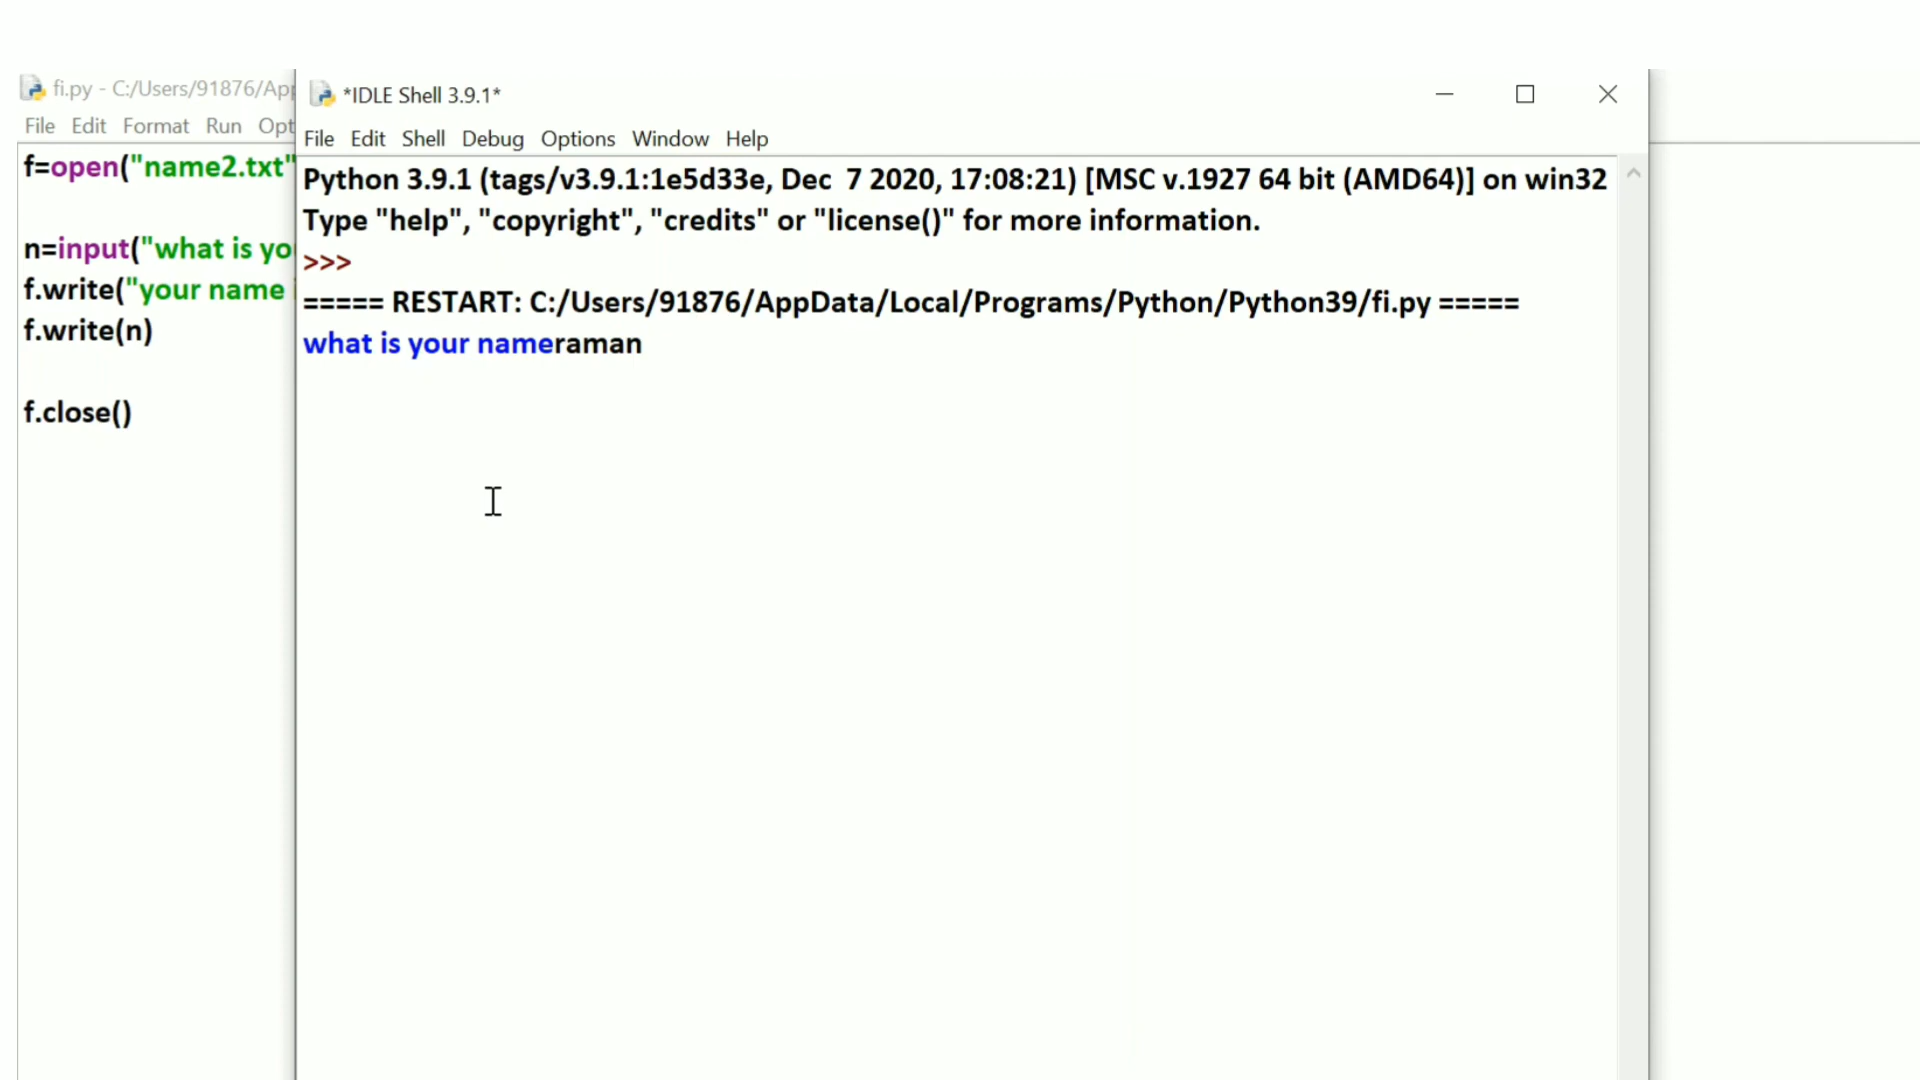 fi.py - C:/Users/91876/App
File Edit Format Run Opt
f=open("name2.txt"
n=input("what is yo
f.write("your name
f.write(n)
f.close()
*IDLE Shell 3.9.1*
File Edit Shell Debug Options Window Help
Python 3.9.1 (tags/v3.9.1:1e5d33e, Dec  7 2020, 17:08:21) [MSC v.1927 64 bit (AMD64)] on win32
Type "help", "copyright", "credits" or "license()" for more information.
>>>
===== RESTART: C:/Users/91876/AppData/Local/Programs/Python/Python39/fi.py =====
what is your nameraman